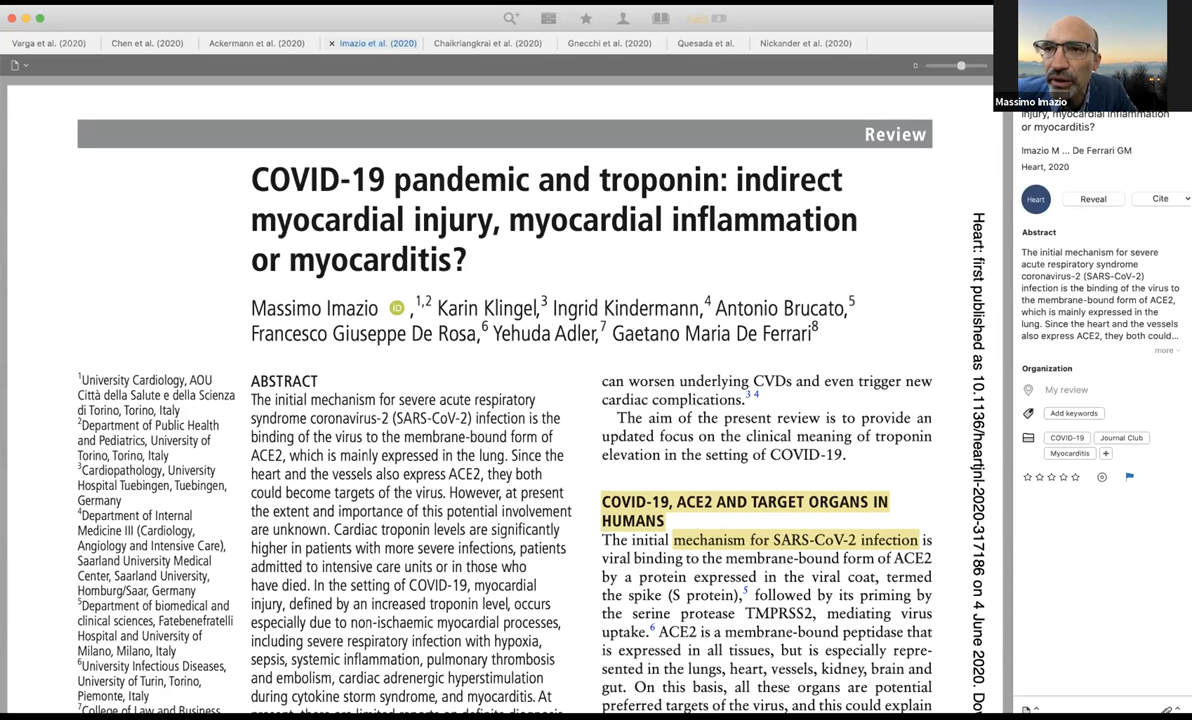 Varga et al. (2020)
Chen et al. (2020)
Ackermann et al. (2020)
× Imazio et al. (2020)
Chaikriangkrai et al. (2020)
Gnecchi et al. (2020)
Quesada et al.
Nickander et al. (2020)
Review
COVID-19 pandemic and troponin: indirect
myocardial injury, myocardial inflammation
or myocarditis?
Massimo Imazio iD ,1,2 Karin Klingel,3 Ingrid Kindermann,4 Antonio Brucato,5
Francesco Giuseppe De Rosa,6 Yehuda Adler,7 Gaetano Maria De Ferrari8
1University Cardiology, AOU
Città della Salute e della Scienza
di Torino, Torino, Italy
2Department of Public Health
and Pediatrics, University of
Torino, Torino, Italy
3Cardiopathology, University
Hospital Tuebingen, Tuebingen,
Germany
4Department of Internal
Medicine III (Cardiology,
Angiology and Intensive Care),
Saarland University Medical
Center, Saarland University,
Homburg/Saar, Germany
5Department of biomedical and
clinical sciences, Fatebenefratelli
Hospital and University of
Milano, Milano, Italy
6University Infectious Diseases,
University of Turin, Torino,
Piemonte, Italy
7College of Law and Business
ABSTRACT
The initial mechanism for severe acute respiratory
syndrome coronavirus-2 (SARS-CoV-2) infection is the
binding of the virus to the membrane-bound form of
ACE2, which is mainly expressed in the lung. Since the
heart and the vessels also express ACE2, they both
could become targets of the virus. However, at present
the extent and importance of this potential involvement
are unknown. Cardiac troponin levels are significantly
higher in patients with more severe infections, patients
admitted to intensive care units or in those who
have died. In the setting of COVID-19, myocardial
injury, defined by an increased troponin level, occurs
especially due to non-ischaemic myocardial processes,
including severe respiratory infection with hypoxia,
sepsis, systemic inflammation, pulmonary thrombosis
and embolism, cardiac adrenergic hyperstimulation
during cytokine storm syndrome, and myocarditis. At
present, there are limited reports on definite diagnosis
can worsen underlying CVDs and even trigger new
cardiac complications.3 4
The aim of the present review is to provide an
updated focus on the clinical meaning of troponin
elevation in the setting of COVID-19.
COVID-19, ACE2 AND TARGET ORGANS IN
HUMANS
The initial mechanism for SARS-CoV-2 infection is
viral binding to the membrane-bound form of ACE2
by a protein expressed in the viral coat, termed
the spike (S protein),5 followed by its priming by
the serine protease TMPRSS2, mediating virus
uptake.6 ACE2 is a membrane-bound peptidase that
is expressed in all tissues, but is especially repre-
sented in the lungs, heart, vessels, kidney, brain and
gut. On this basis, all these organs are potential
preferred targets of the virus, and this could explain
Heart: first published as 10.1136/heartjnl-2020-317186 on 4 June 2020. Do
Massimo Imazio
injury, myocardial inflammation
or myocarditis?
Imazio M ... De Ferrari GM
Heart, 2020
Heart
Reveal
Cite
Abstract
The initial mechanism for severe
acute respiratory syndrome
coronavirus-2 (SARS-CoV-2)
infection is the binding of the virus to
the membrane-bound form of ACE2,
which is mainly expressed in the
lung. Since the heart and the vessels
also express ACE2, they both could...
more
Organization
My review
Add keywords
COVID-19
Journal Club
Myocarditis
+